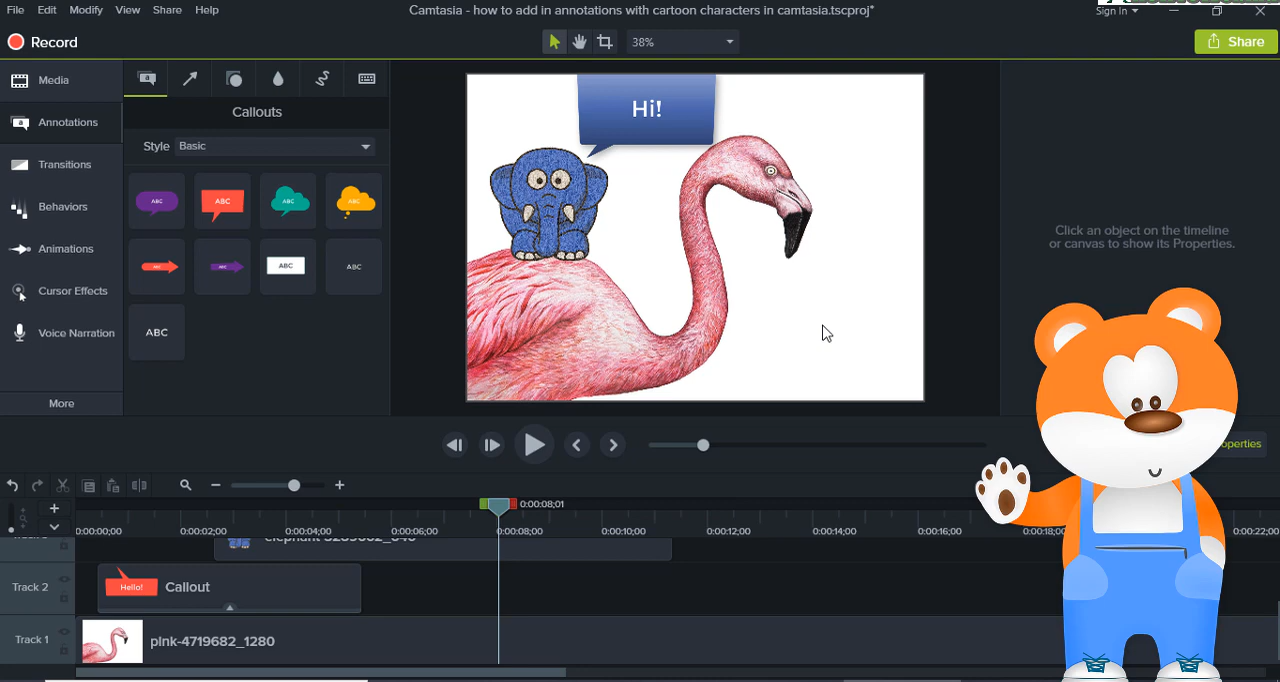 File Edit Modify View Share Help
Camtasia - how to add in annotations with cartoon characters in camtasia.tscproj*
Sign In
Record
38%
Share
Media
Annotations
Transitions
Behaviors
Animations
Cursor Effects
Voice Narration
More
Callouts
Style Basic
ABC ABC ABC ABC
ABC ABC ABC ABC
ABC
Hi!
Click an object on the timeline
or canvas to show its Properties.
operties
0:00:08;01
0:00:00;00 0:00:02;00 0:00:04;00 0:00:06;00 0:00:08;00 0:00:10;00 0:00:12;00 0:00:14;00 0:00:16;00 0:00:18;0 0:00:22;00
Track 2
Hello!
Callout
Track 1
pink-4719682_1280